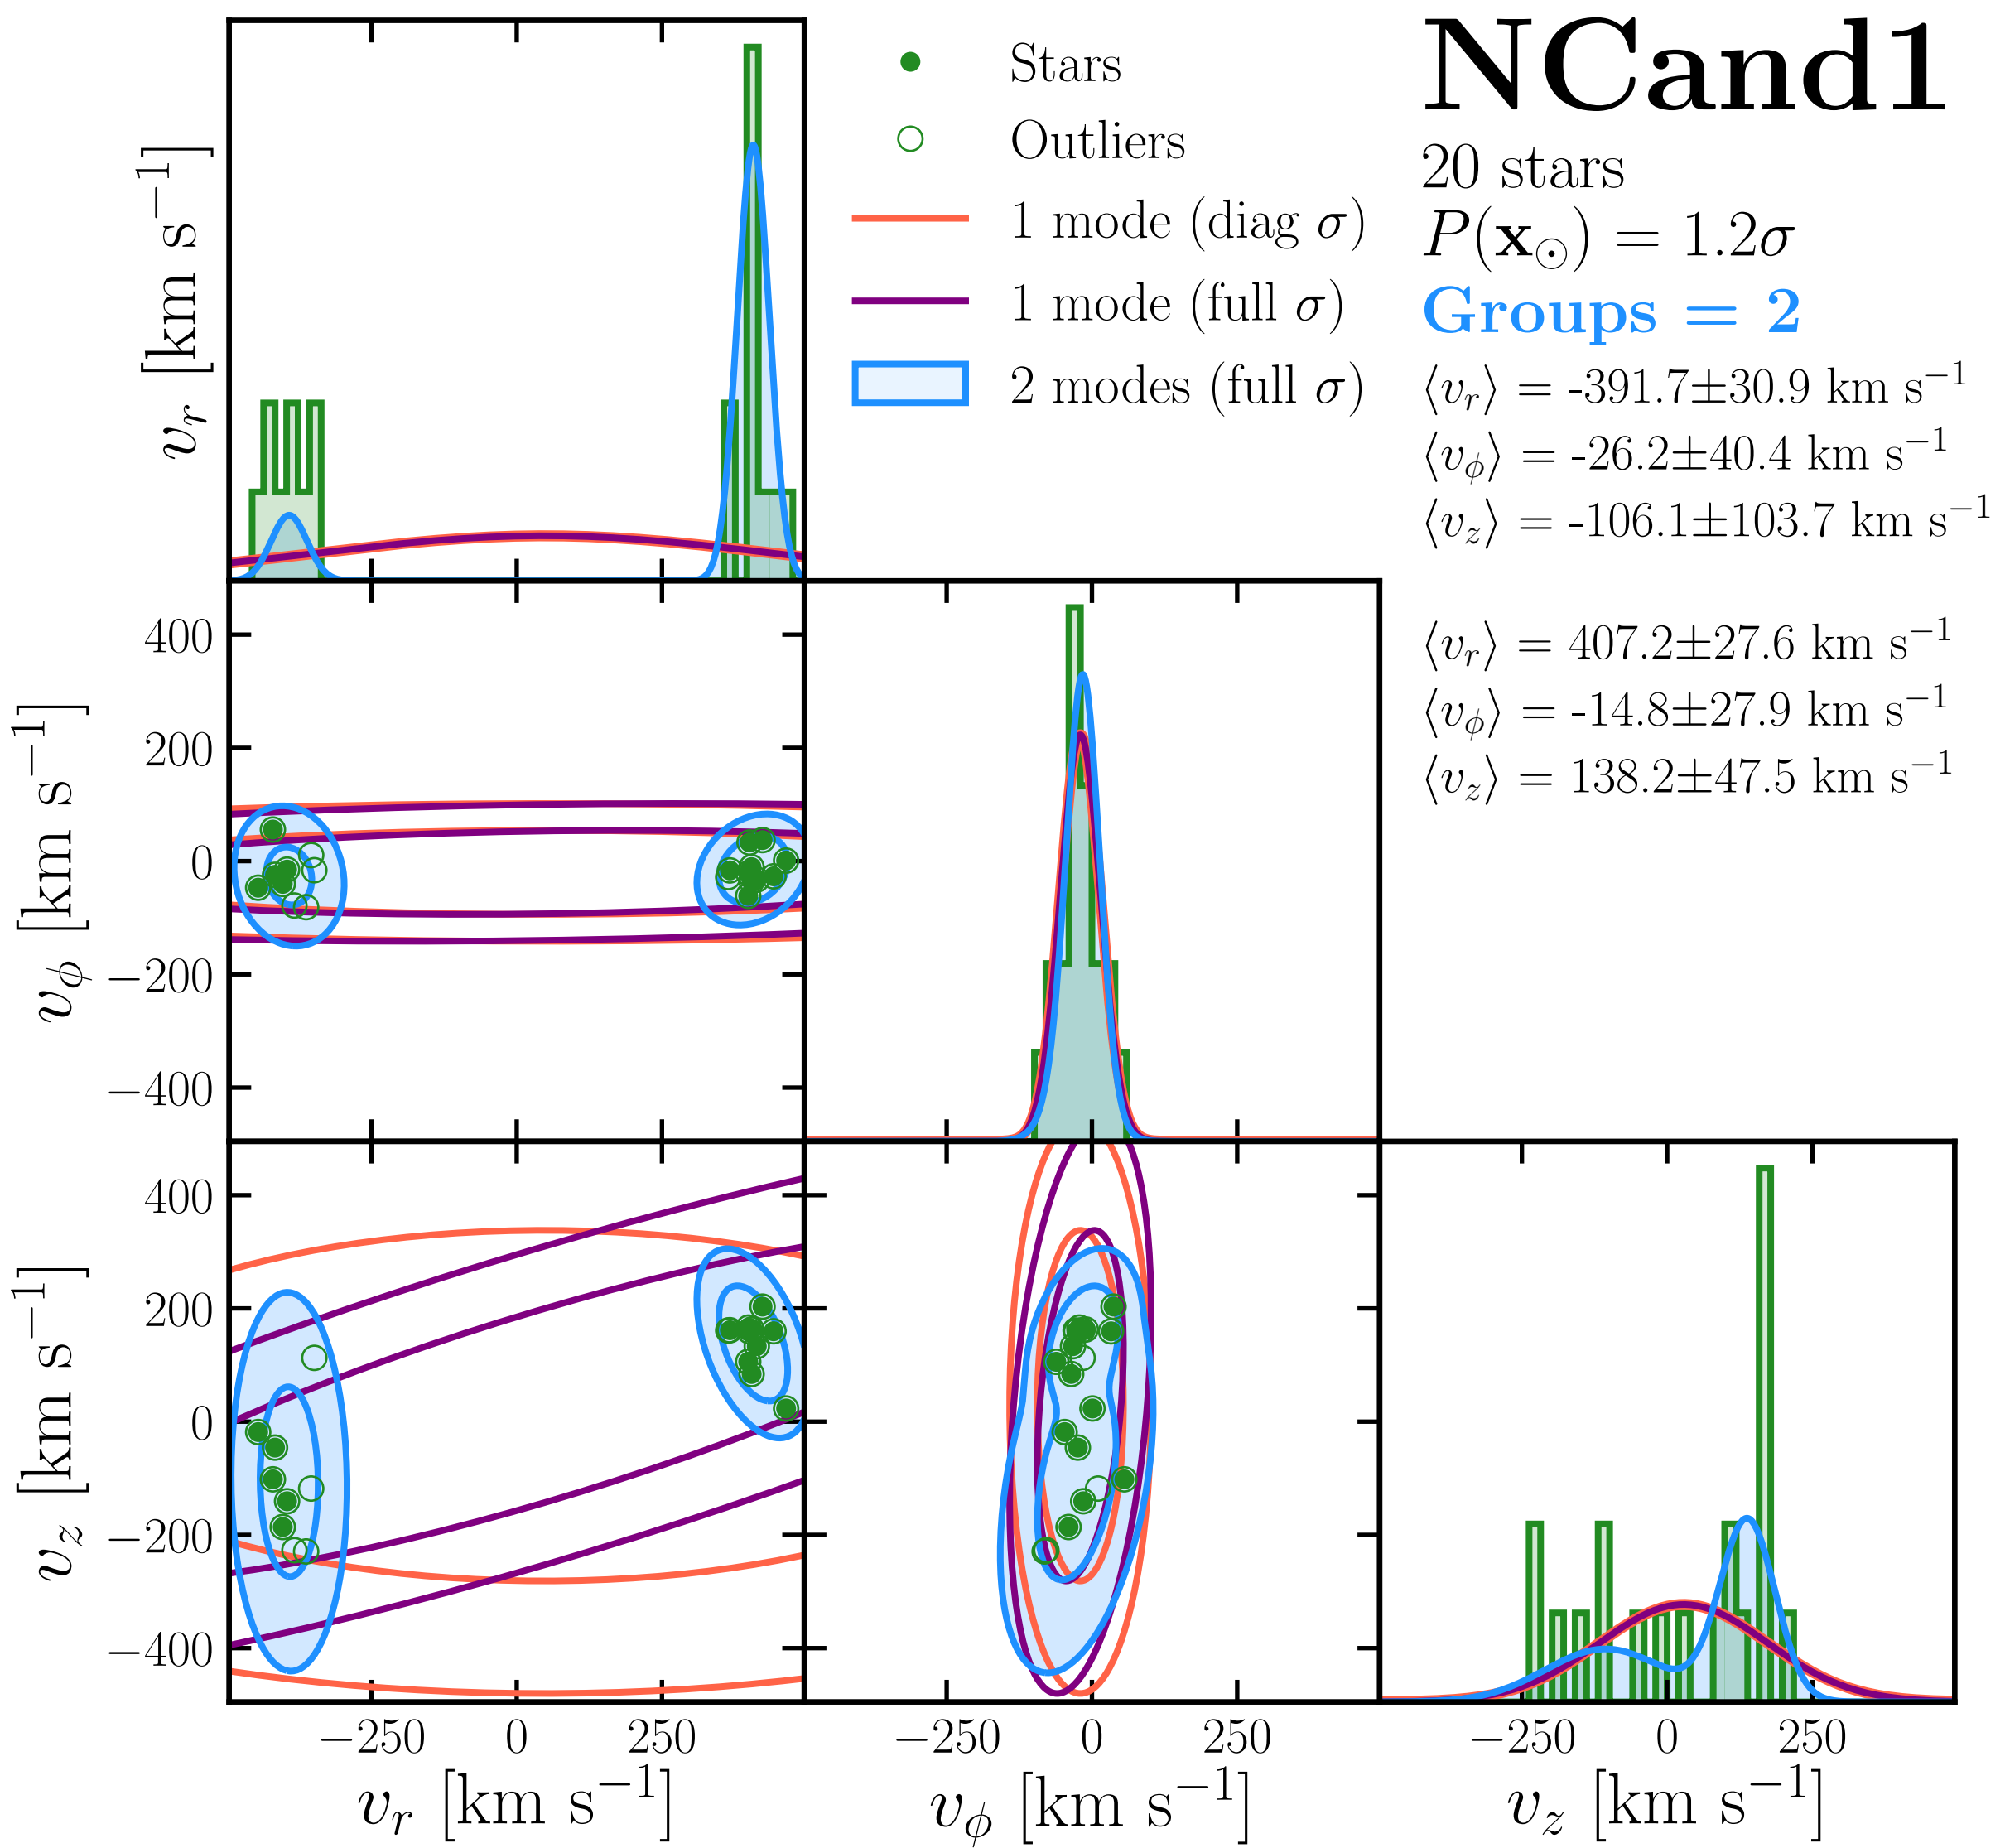 NCand1
20 stars
P(x⊙) = 1.2σ
Groups = 2
⟨v_r⟩ = -391.7±30.9 km s⁻¹
⟨v_ϕ⟩ = -26.2±40.4 km s⁻¹
⟨v_z⟩ = -106.1±103.7 km s⁻¹
⟨v_r⟩ = 407.2±27.6 km s⁻¹
⟨v_ϕ⟩ = -14.8±27.9 km s⁻¹
⟨v_z⟩ = 138.2±47.5 km s⁻¹
Stars
Outliers
1 mode (diag σ)
1 mode (full σ)
2 modes (full σ)
v_r [km s⁻¹]
v_ϕ [km s⁻¹]
400
200
0
−200
−400
v_z [km s⁻¹]
400
200
0
−200
−400
−250 0 250
v_r [km s⁻¹]
−250 0 250
v_ϕ [km s⁻¹]
−250 0 250
v_z [km s⁻¹]